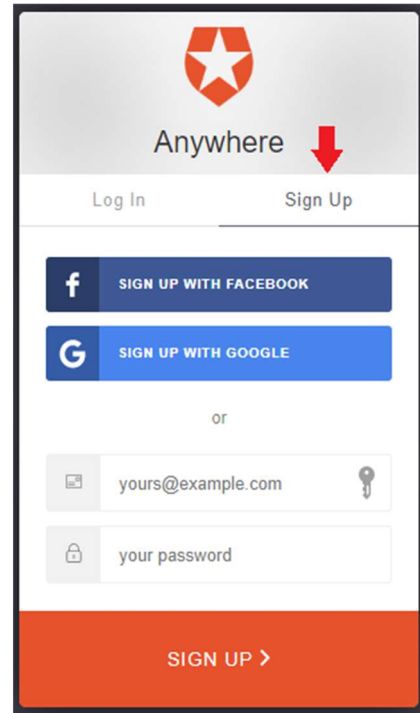 Anywhere
Log In Sign Up
f SIGN UP WITH FACEBOOK
G SIGN UP WITH GOOGLE
or
yours@example.com
your password
SIGN UP >